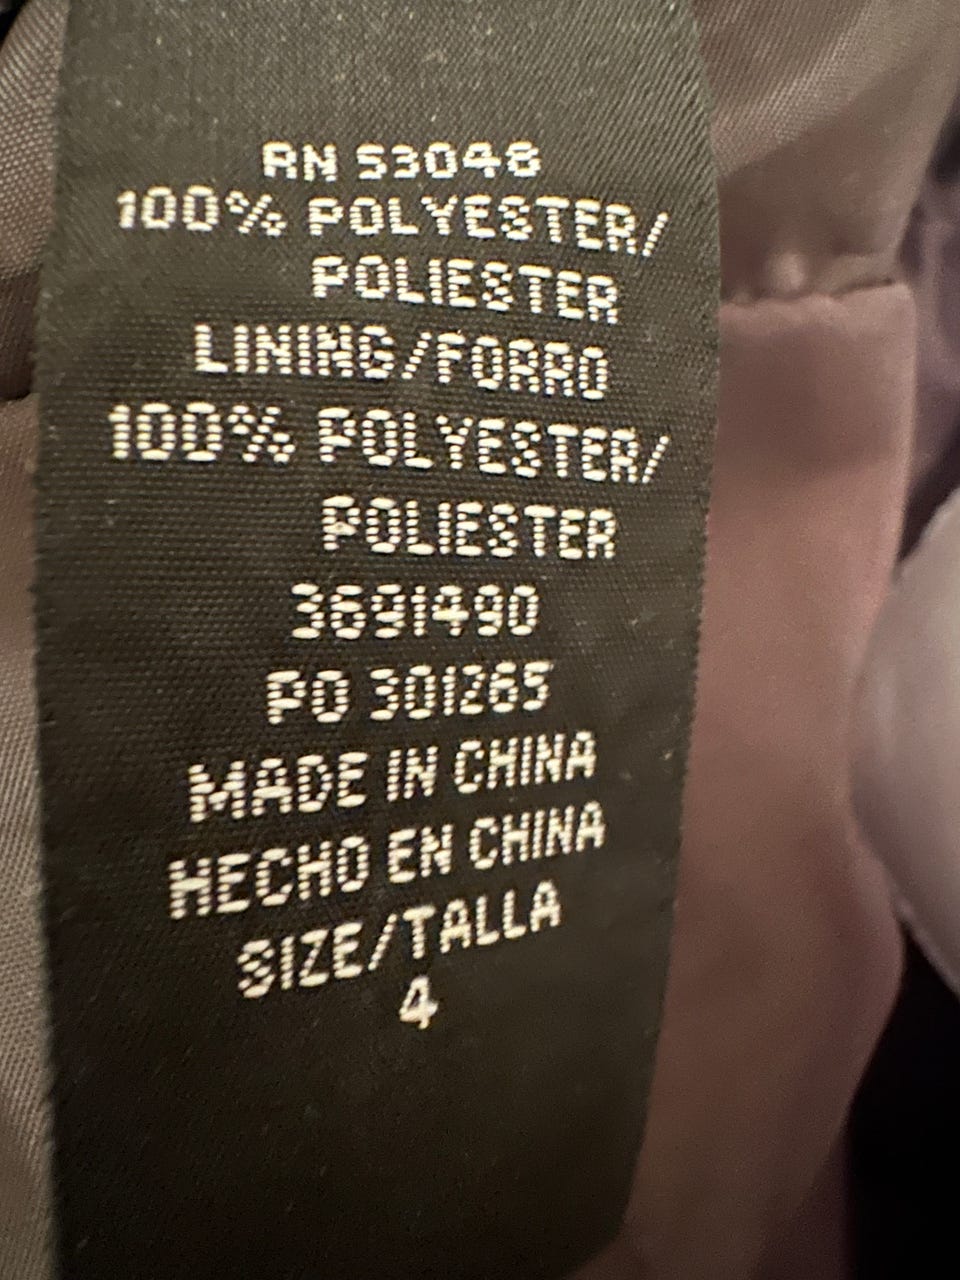 RN 53048
100% POLYESTER/
POLIESTER
LINING/FORRO
100% POLYESTER/
POLIESTER
3691490
PO 301265
MADE IN CHINA
HECHO EN CHINA
SIZE/TALLA
4